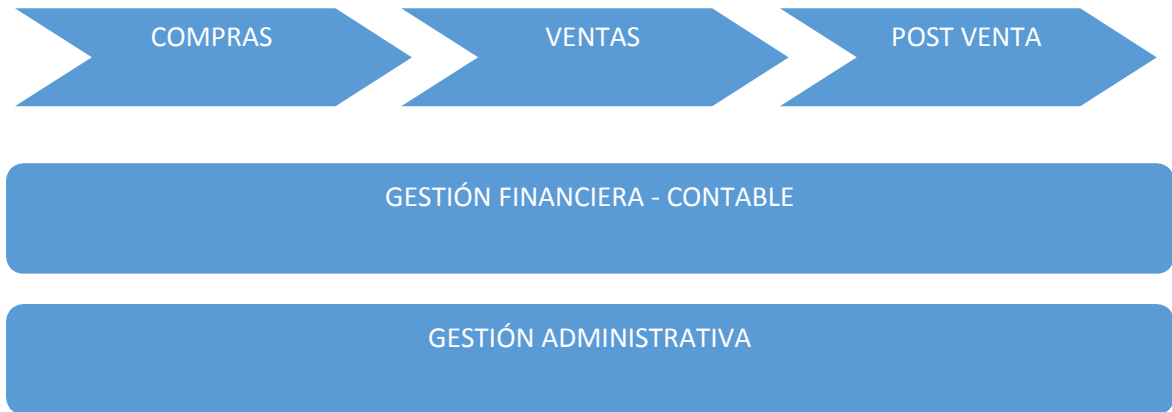 COMPRAS
VENTAS
POST VENTA
GESTIÓN FINANCIERA - CONTABLE
GESTIÓN ADMINISTRATIVA